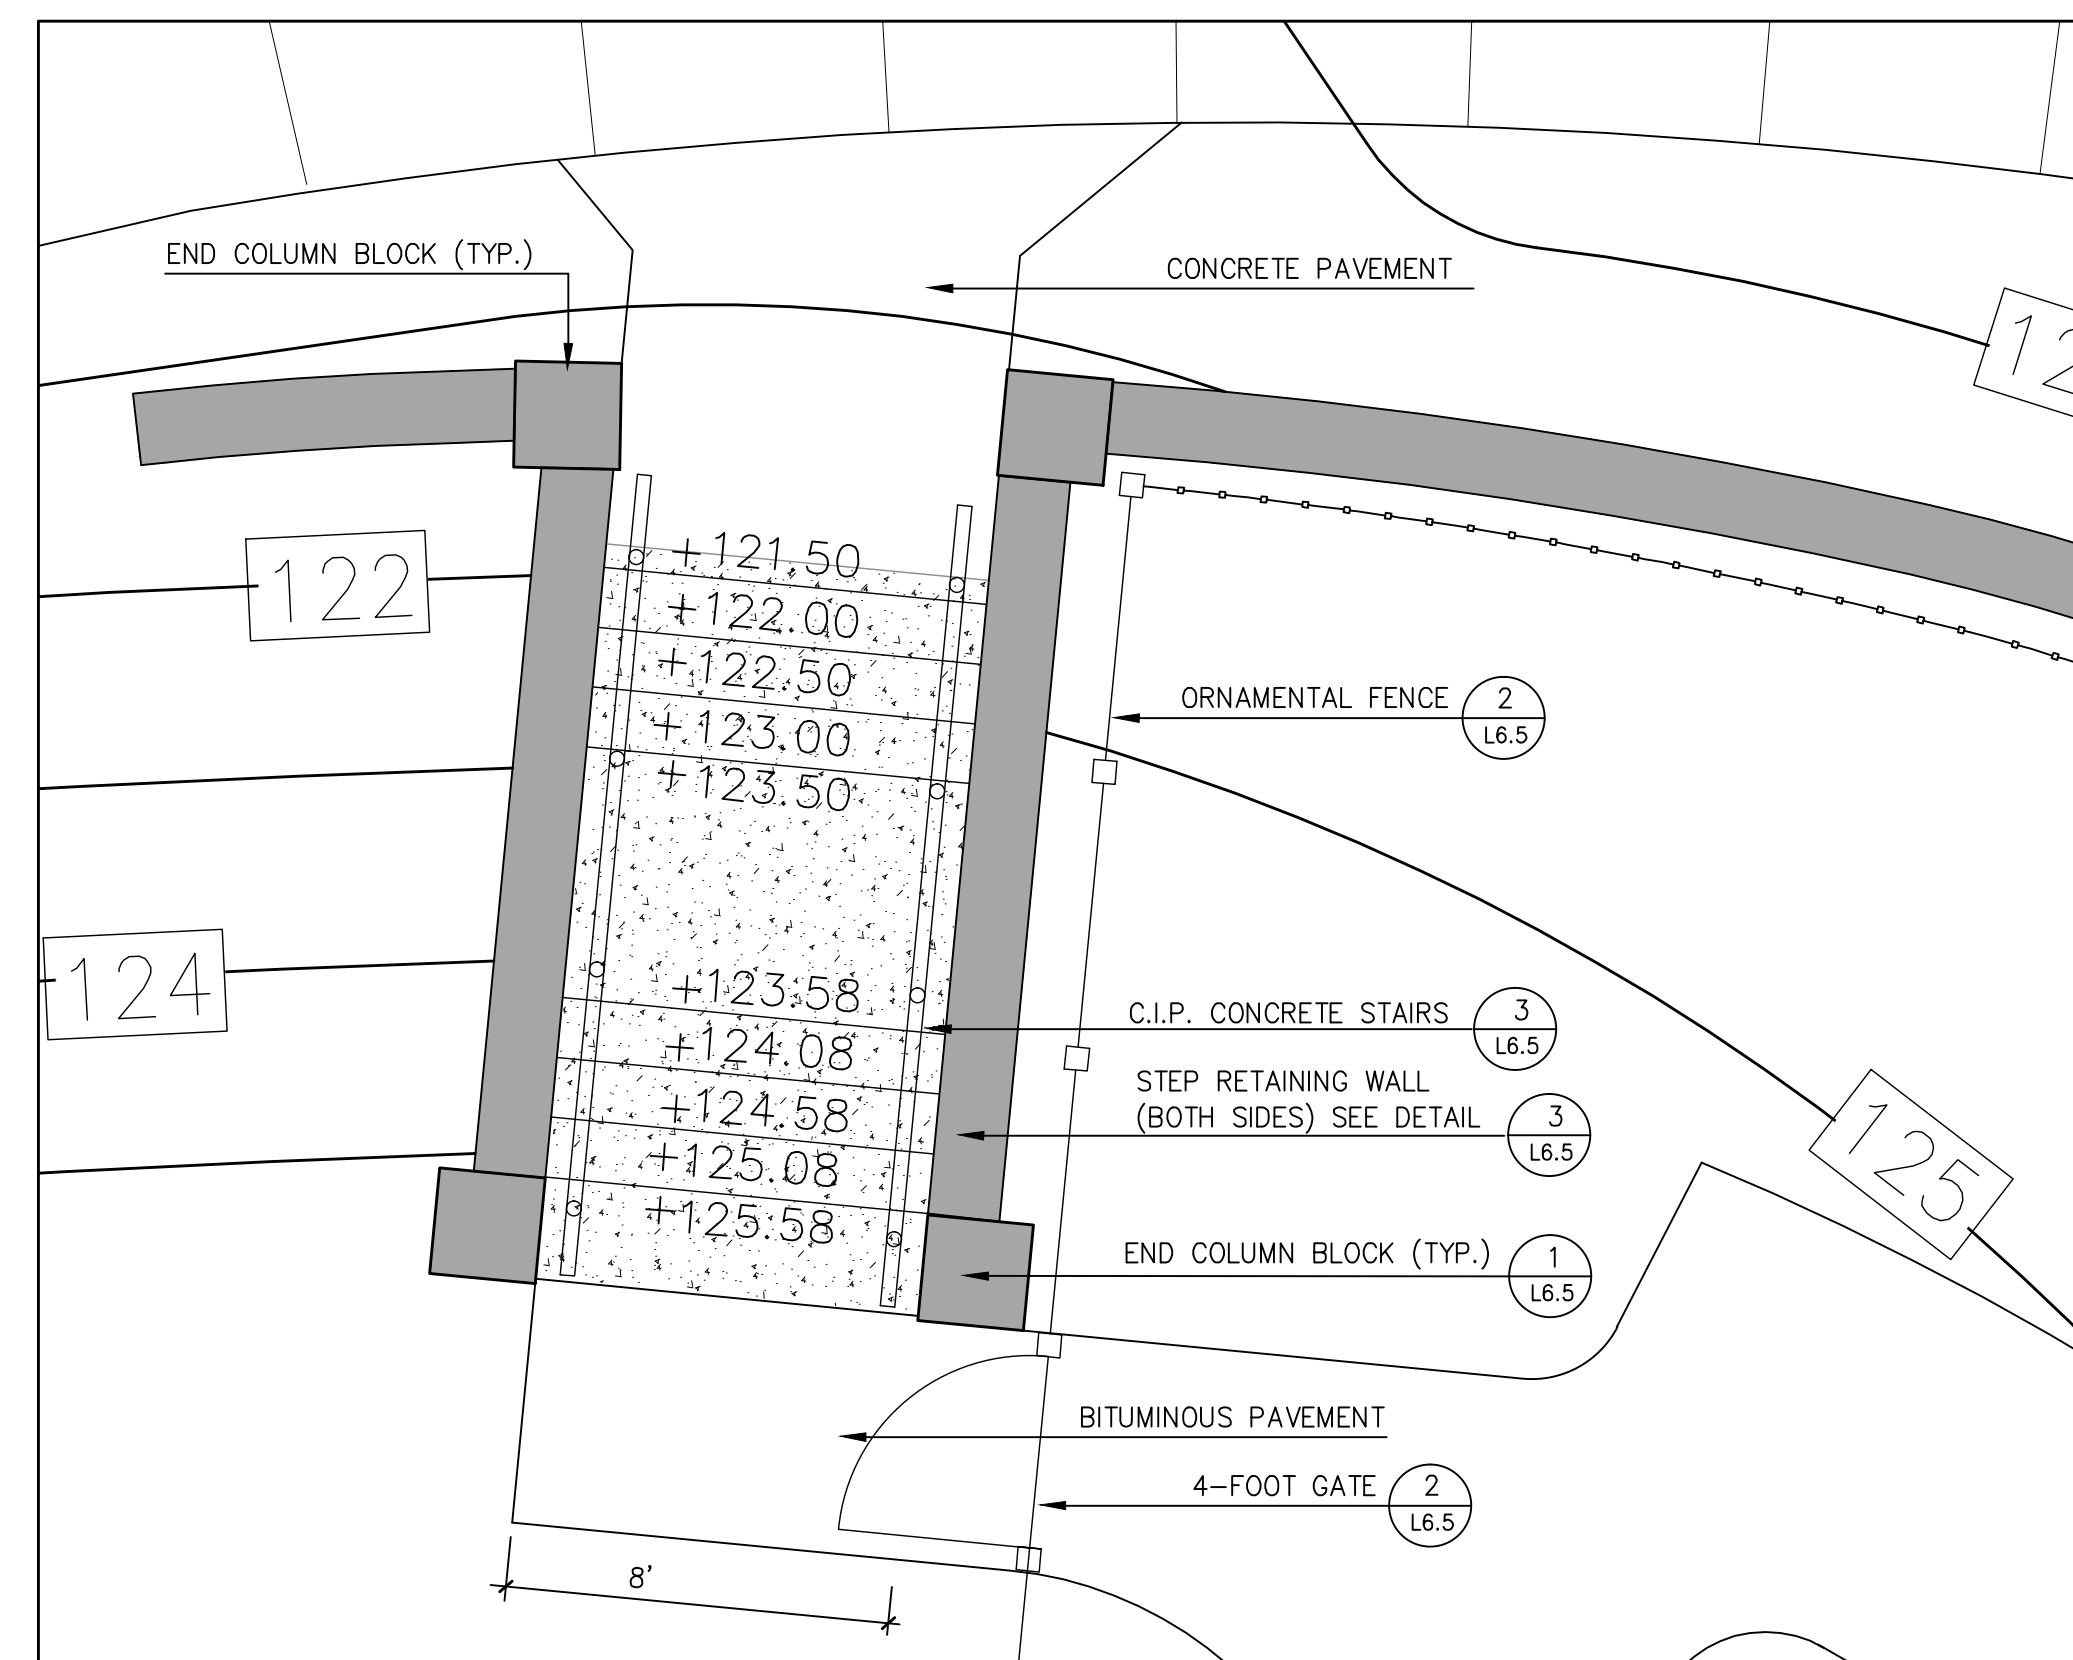 END COLUMN BLOCK (TYP.)
CONCRETE PAVEMENT
122
+121.50
+122.00
+122.50
+123.00
+123.50
ORNAMENTAL FENCE
2
L6.5
124
+123.58
+124.08
+124.58
+125.08
+125.58
C.I.P. CONCRETE STAIRS
3
L6.5
STEP RETAINING WALL
(BOTH SIDES) SEE DETAIL
3
L6.5
125
END COLUMN BLOCK (TYP.)
1
L6.5
BITUMINOUS PAVEMENT
4-FOOT GATE
2
L6.5
8'